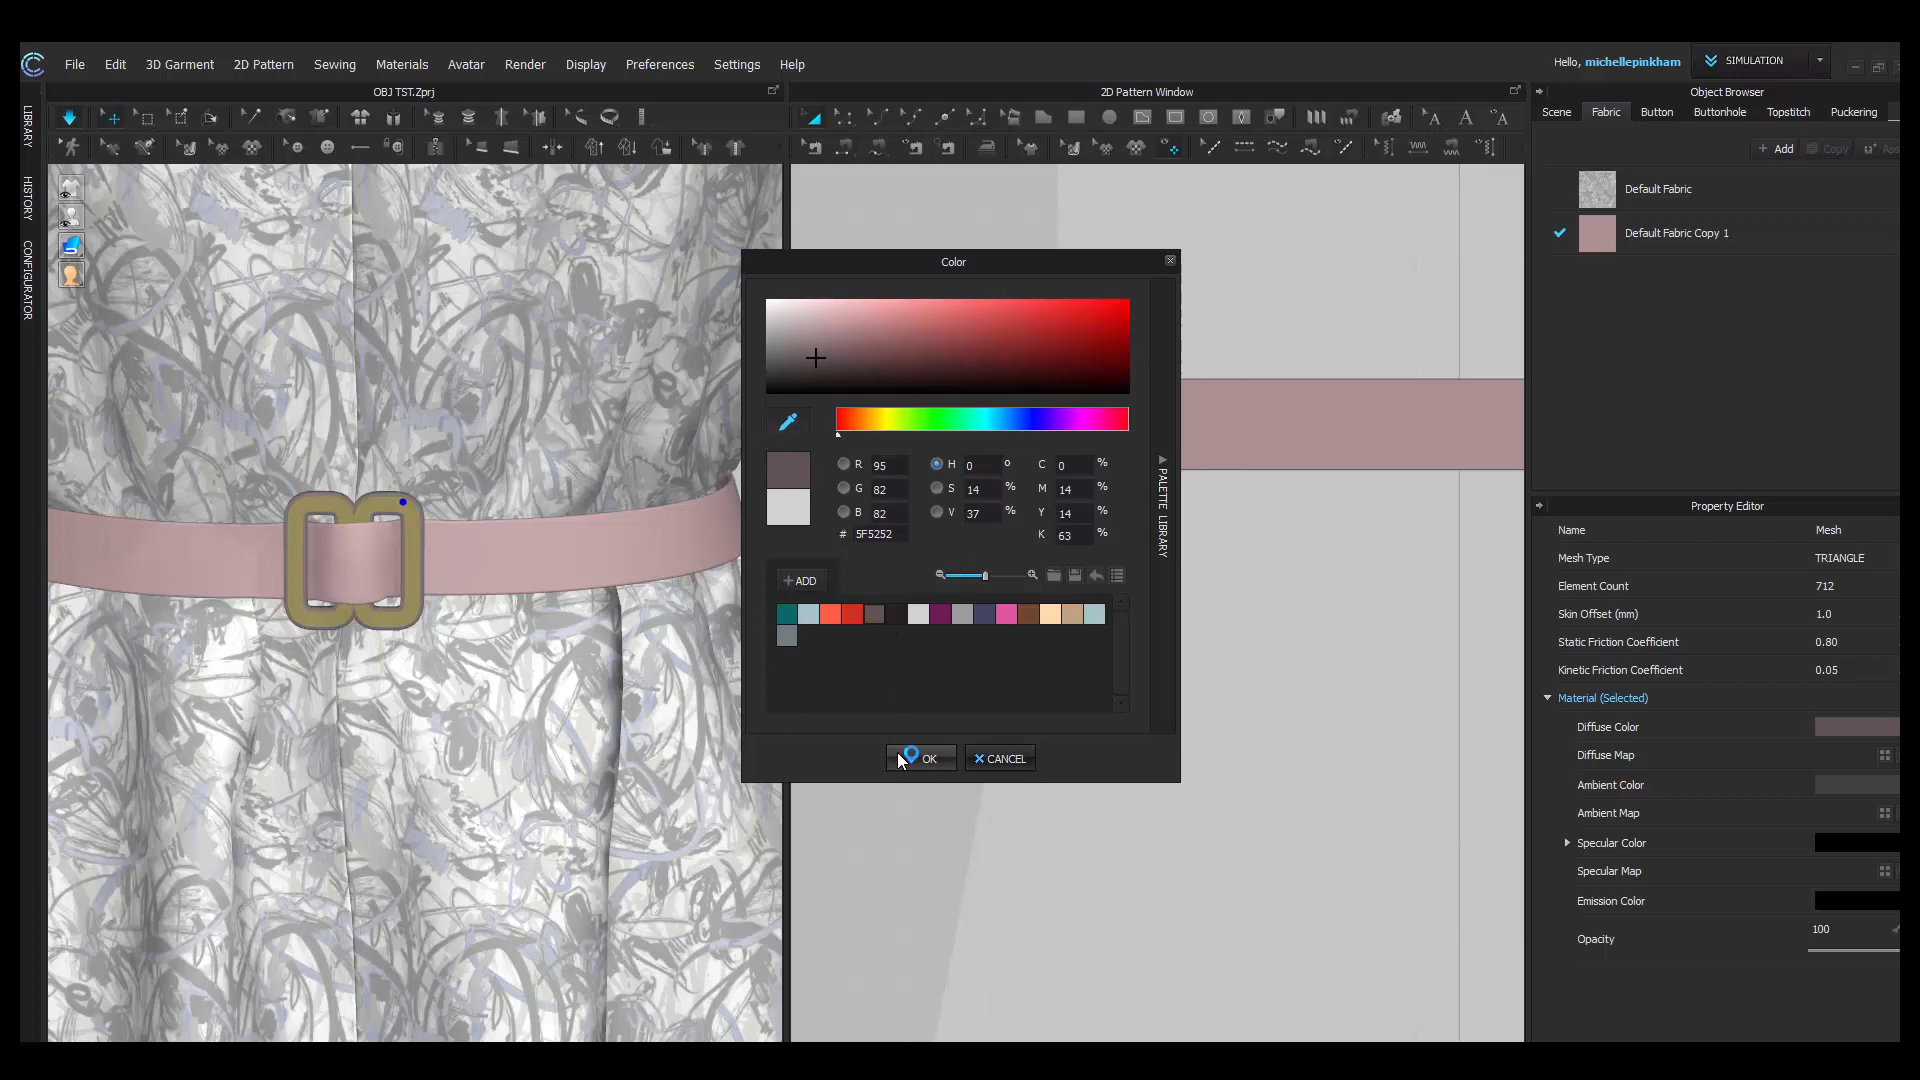 File Edit 3D Garment 2D Pattern Sewing Materials Avatar Render Display Preferences Settings Help
Hello, michellepinkham SIMULATION
OBJ TST.Zprj
2D Pattern Window
Object Browser
LIBRARY
HISTORY
CONFIGURATOR
Scene Fabric Button Buttonhole Topstitch Puckering
+ Add Copy
Default Fabric
Default Fabric Copy 1
Color
R 95 H 0 o C 0 %
G 82 S 14 % M 14 %
B 82 V 37 % Y 14 %
# 5F5252 K 63 %
PALETTE LIBRARY
+ ADD
OK CANCEL
Property Editor
Name Mesh
Mesh Type TRIANGLE
Element Count 712
Skin Offset (mm) 1.0
Static Friction Coefficient 0.80
Kinetic Friction Coefficient 0.05
Material (Selected)
Diffuse Color
Diffuse Map
Ambient Color
Ambient Map
Specular Color
Specular Map
Emission Color
Opacity 100